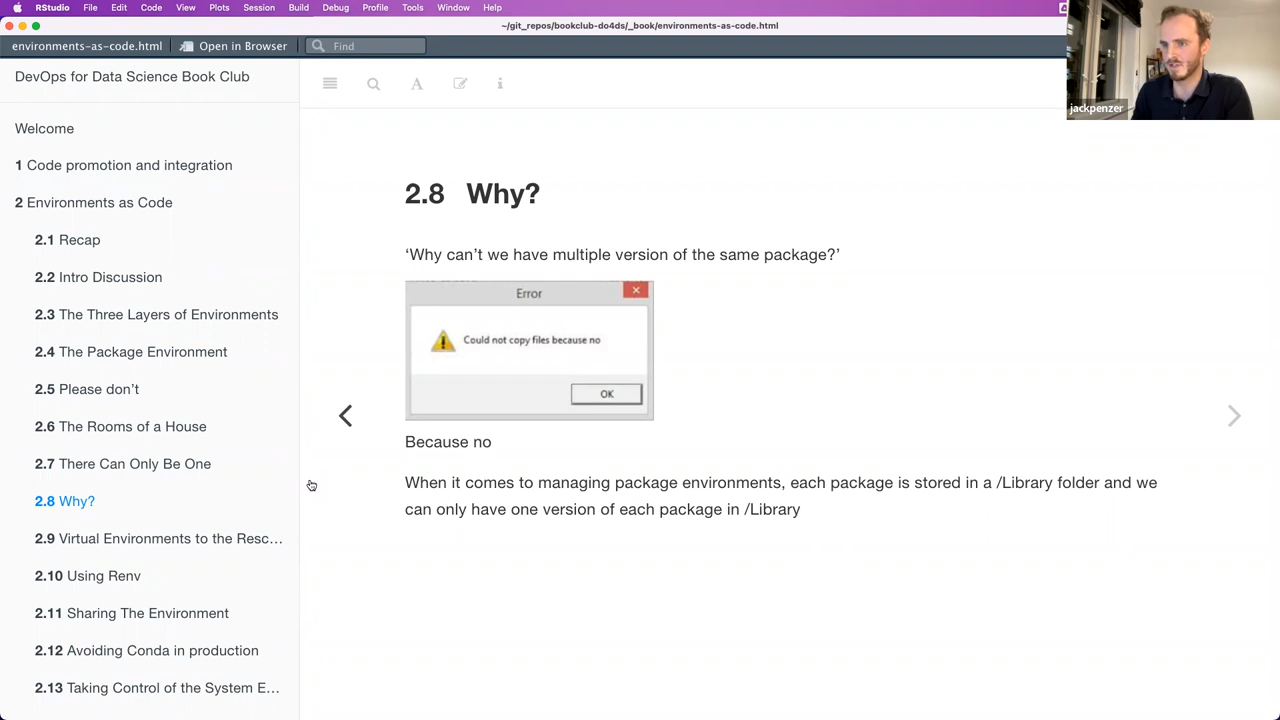 RStudio File Edit Code View Plots Session Build Debug Profile Tools Window Help
~/git_repos/bookclub-do4ds/_book/environments-as-code.html
environments-as-code.html Open in Browser Find
jackpenzer
DevOps for Data Science Book Club
Welcome
1 Code promotion and integration
2 Environments as Code
2.1 Recap
2.2 Intro Discussion
2.3 The Three Layers of Environments
2.4 The Package Environment
2.5 Please don't
2.6 The Rooms of a House
2.7 There Can Only Be One
2.8 Why?
2.9 Virtual Environments to the Resc…
2.10 Using Renv
2.11 Sharing The Environment
2.12 Avoiding Conda in production
2.13 Taking Control of the System E…
2.8 Why?
‘Why can’t we have multiple version of the same package?’
Error
Could not copy files because no
OK
Because no
When it comes to managing package environments, each package is stored in a /Library folder and we
can only have one version of each package in /Library